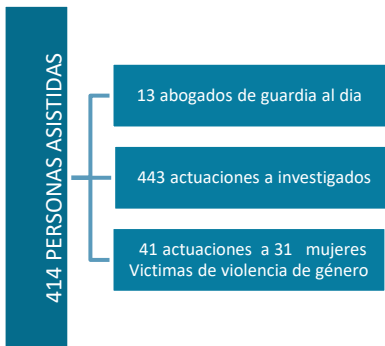 414 PERSONAS ASISTIDAS
13 abogados de guardia al dia
443 actuaciones a investigados
41 actuaciones a 31 mujeres
Victimas de violencia de género